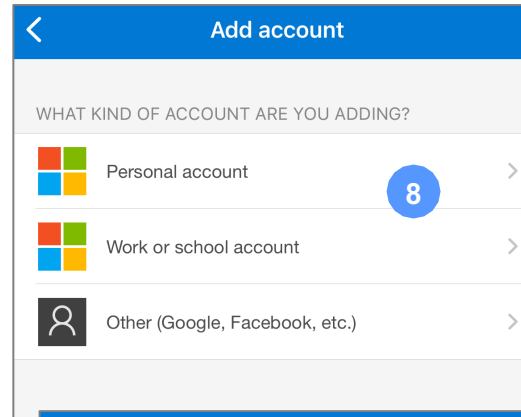 Add account
WHAT KIND OF ACCOUNT ARE YOU ADDING?
Personal account
8
Work or school account
Other (Google, Facebook, etc.)